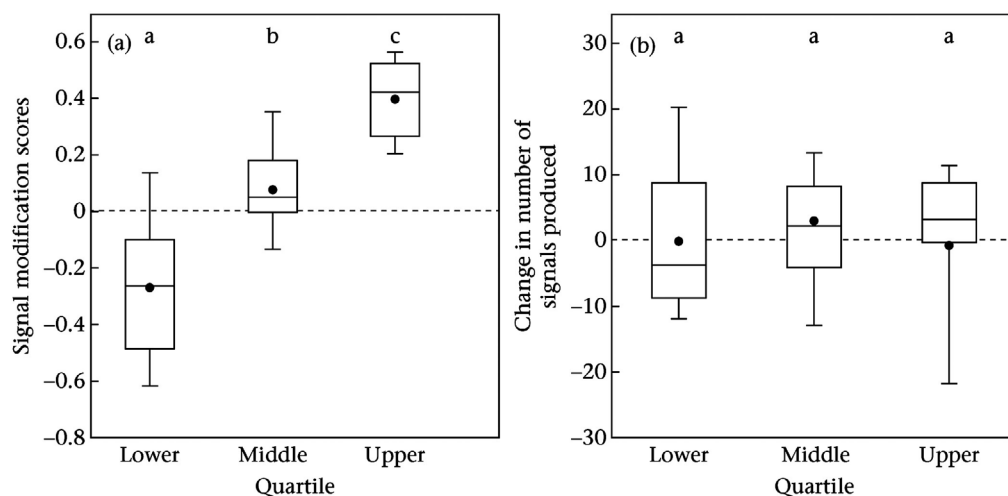 (a)
a
b
c
0.6
0.4
0.2
0
–0.2
–0.4
–0.6
–0.8
Signal modification scores
Lower
Middle
Upper
Quartile
(b)
a
a
a
30
20
10
0
–10
–20
–30
Change in number of
signals produced
Lower
Middle
Upper
Quartile